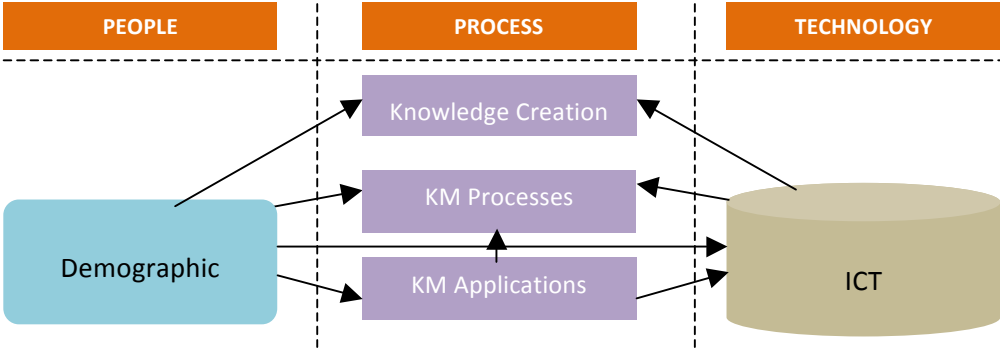 PEOPLE
PROCESS
TECHNOLOGY
Knowledge Creation
KM Processes
Demographic
KM Applications
ICT